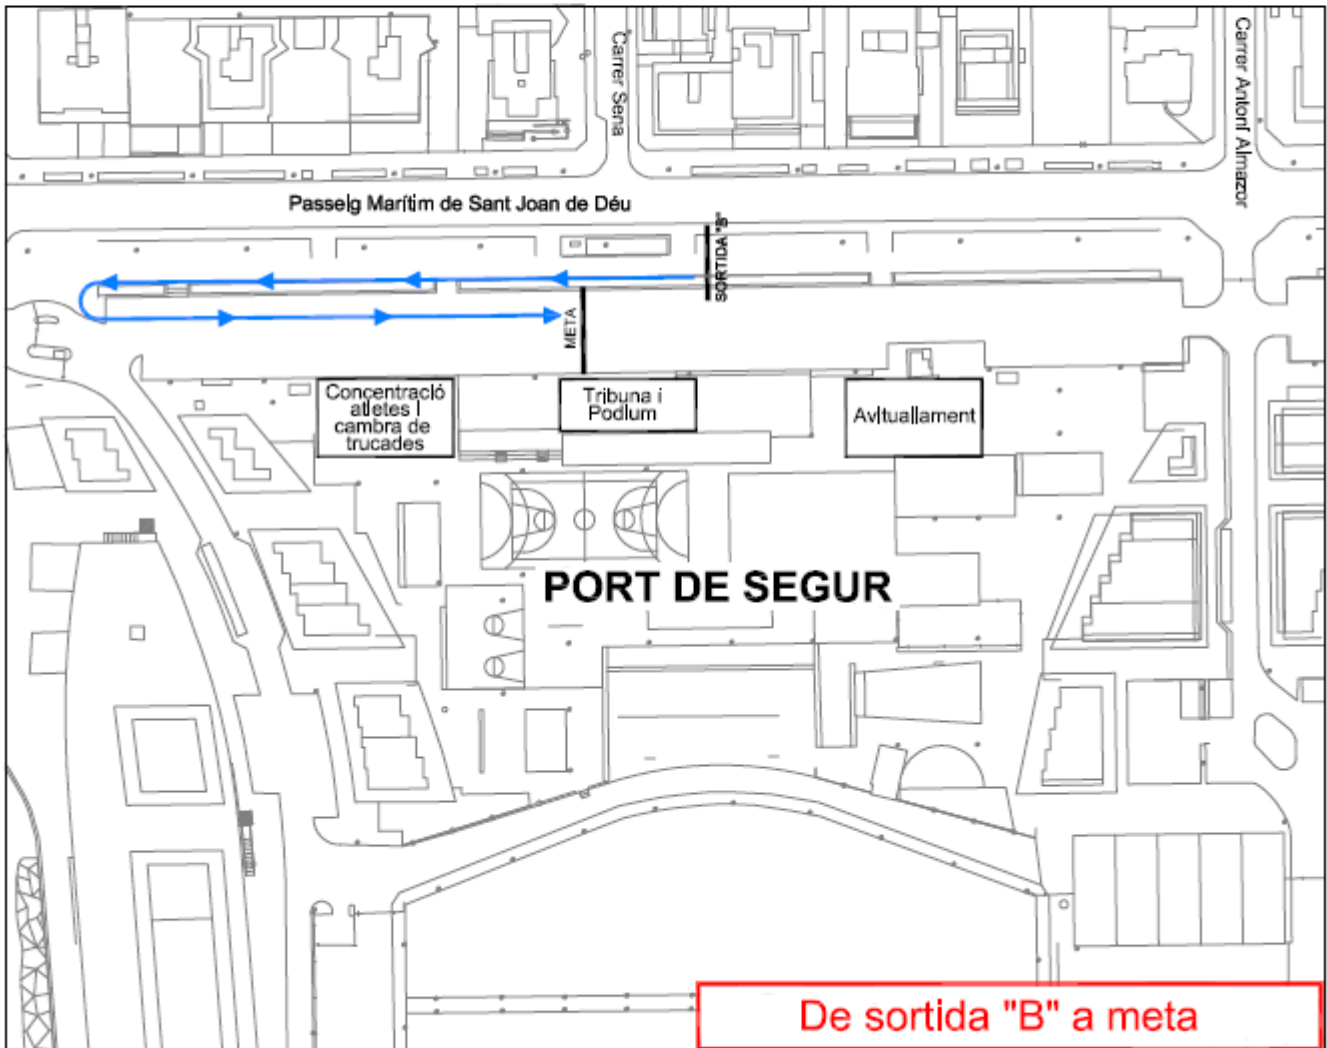 Carrer Sena
Carrer Antoni Almazor
Passeig Marítim de Sant Joan de Déu
SORTIDA "B"
META
Concentració
atletes i
cambra de
trucades
Tribuna i
Podium
Avituallament
PORT DE SEGUR
De sortida "B" a meta